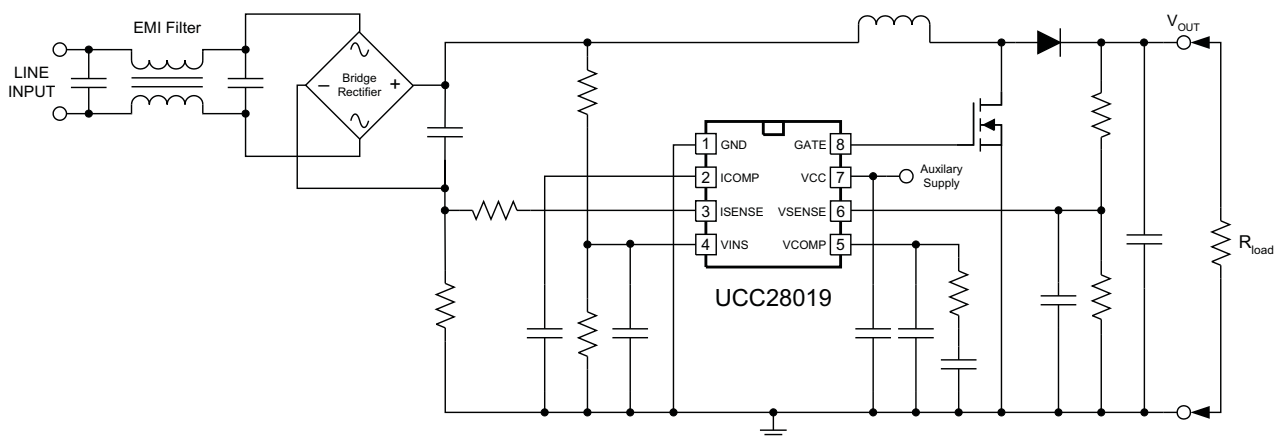 EMI Filter
LINE
INPUT
Bridge
Rectifier
−
+
V_OUT
1 GND
GATE 8
2 ICOMP
VCC 7
Auxilary
Supply
3 ISENSE
VSENSE 6
4 VINS
VCOMP 5
R_load
UCC28019